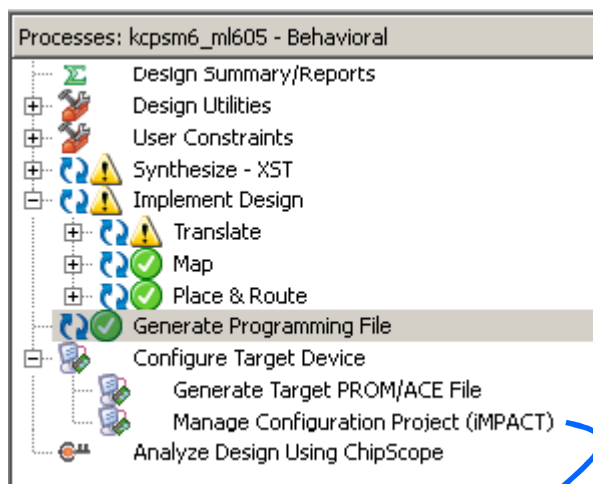 Processes: kcpsm6_ml605 - Behavioral
Design Summary/Reports
Design Utilities
User Constraints
Synthesize - XST
Implement Design
Translate
Map
Place & Route
Generate Programming File
Configure Target Device
Generate Target PROM/ACE File
Manage Configuration Project (iMPACT)
Analyze Design Using ChipScope